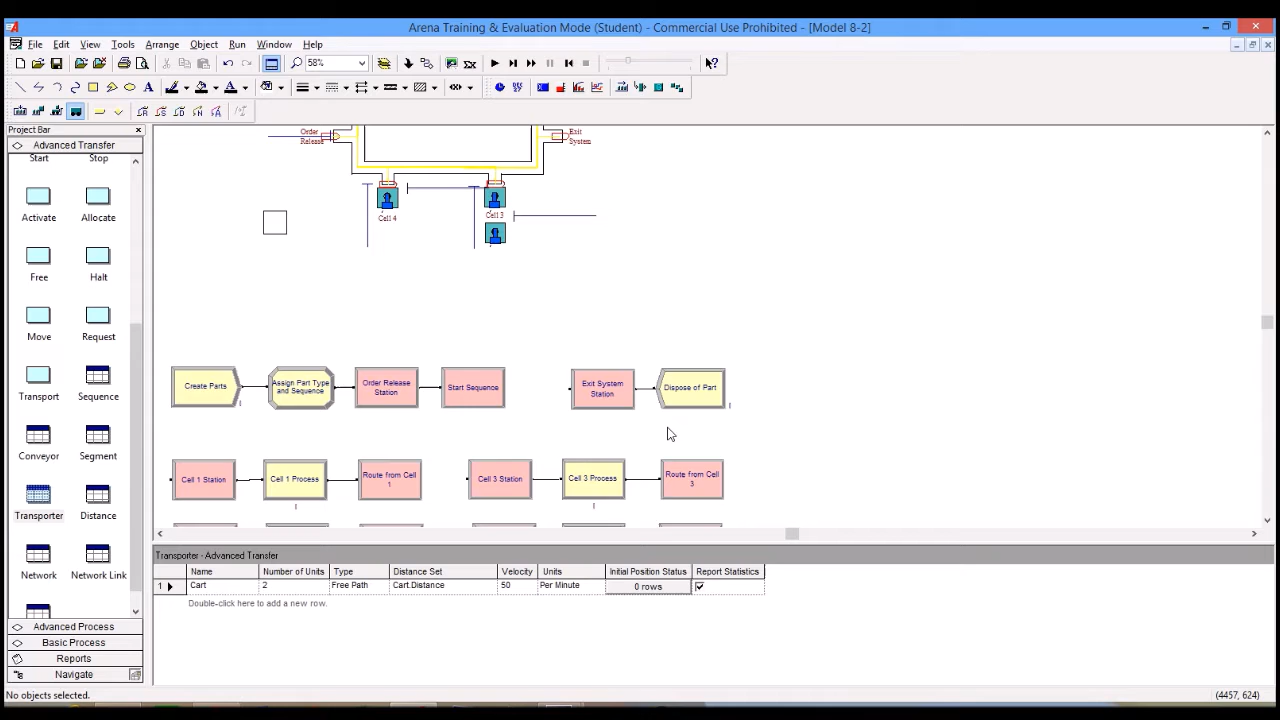 Arena Training & Evaluation Mode (Student) - Commercial Use Prohibited - [Model 8-2]
File Edit View Tools Arrange Object Run Window Help
58%
Project Bar
Advanced Transfer
Start Stop
Activate Allocate
Free Halt
Move Request
Transport Sequence
Conveyor Segment
Transporter Distance
Network Network Link
Advanced Process
Basic Process
Reports
Navigate
Order
Release
Exit
System
Cell 4
Cell 3
Create Parts
Assign Part Type
and Sequence
Order Release
Station
Start Sequence
Exit System
Station
Dispose of Part
Cell 1 Station
Cell 1 Process
Route from Cell
1
Cell 3 Station
Cell 3 Process
Route from Cell
3
Transporter - Advanced Transfer
Name Number of Units Type Distance Set Velocity Units Initial Position Status Report Statistics
1 Cart 2 Free Path Cart.Distance 50 Per Minute 0 rows
Double-click here to add a new row.
No objects selected.
(4457, 624)